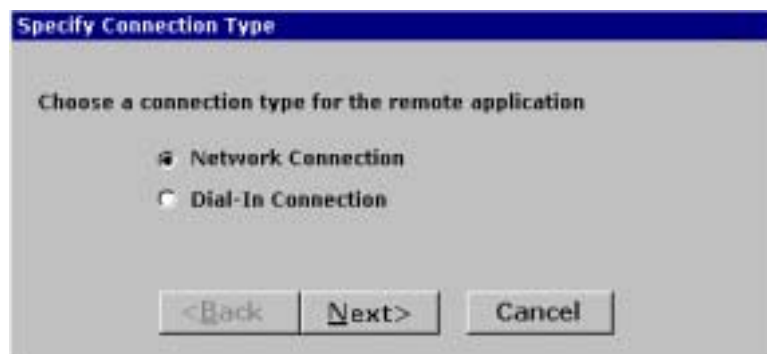 Specify Connection Type
Choose a connection type for the remote application
Network Connection
Dial-In Connection
<Back Next> Cancel